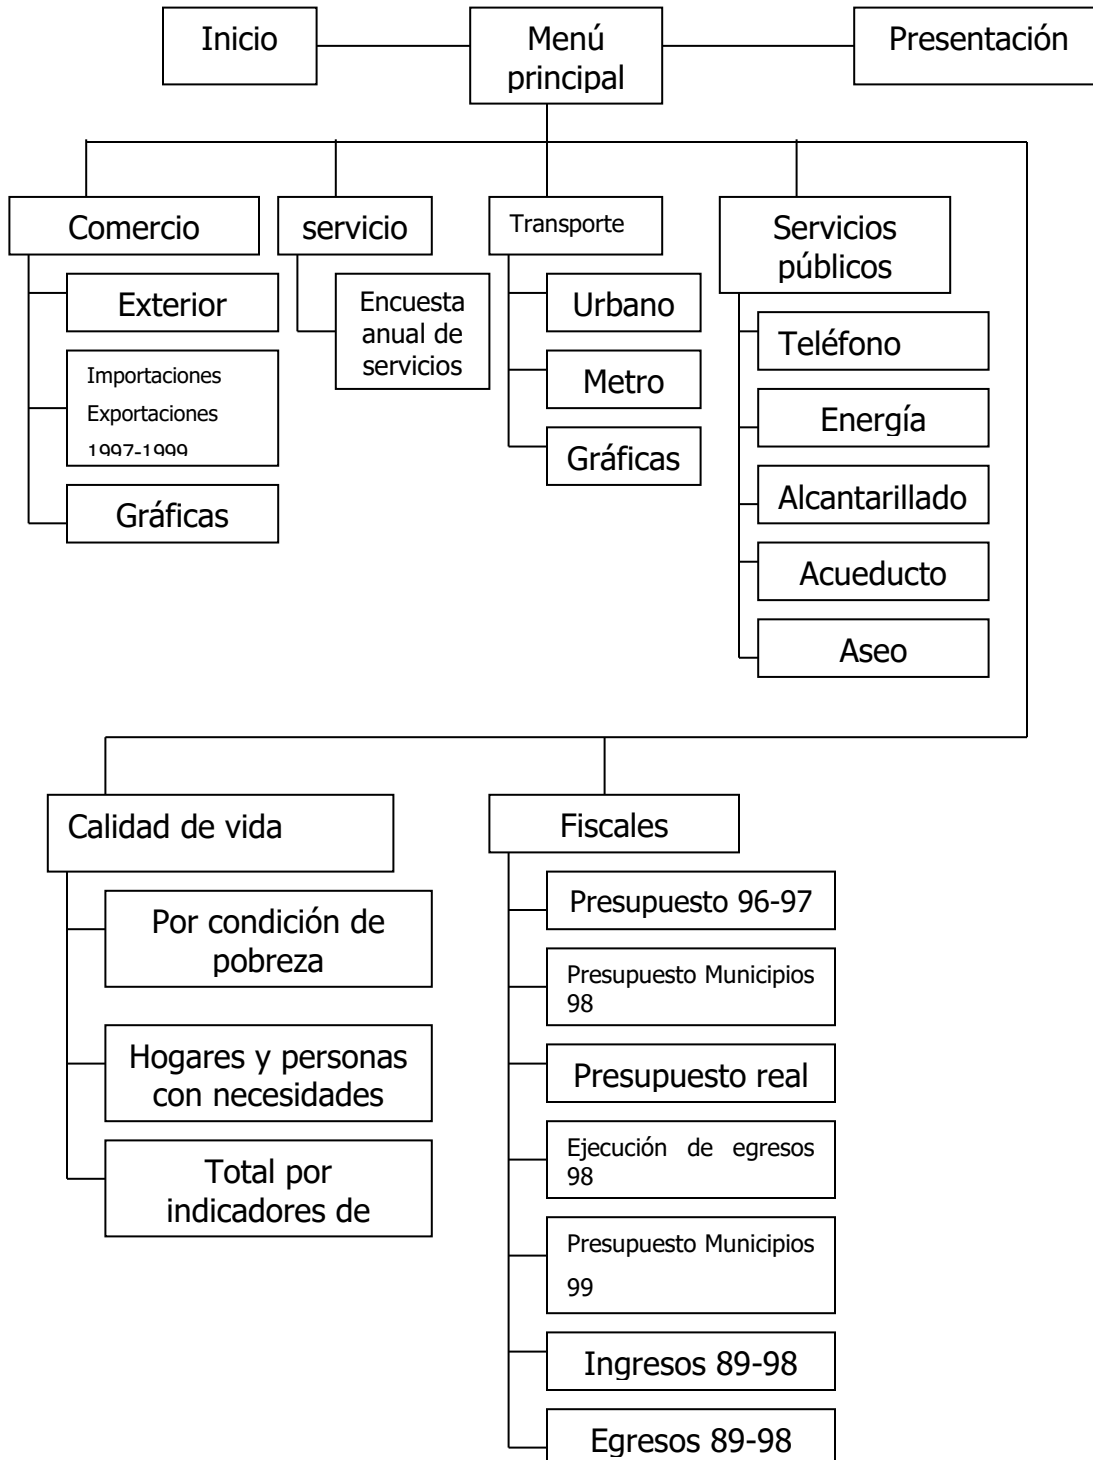 Inicio
Menú
principal
Presentación
Comercio
servicio
Transporte
Servicios
públicos
Exterior
Importaciones
Exportaciones
1997-1999
Gráficas
Encuesta
anual de
servicios
Urbano
Metro
Gráficas
Teléfono
Energía
Alcantarillado
Acueducto
Aseo
Calidad de vida
Por condición de
pobreza
Hogares y personas
con necesidades
Total por
indicadores de
Fiscales
Presupuesto 96-97
Presupuesto Municipios
98
Presupuesto real
Ejecución de egresos
98
Presupuesto Municipios
99
Ingresos 89-98
Egresos 89-98